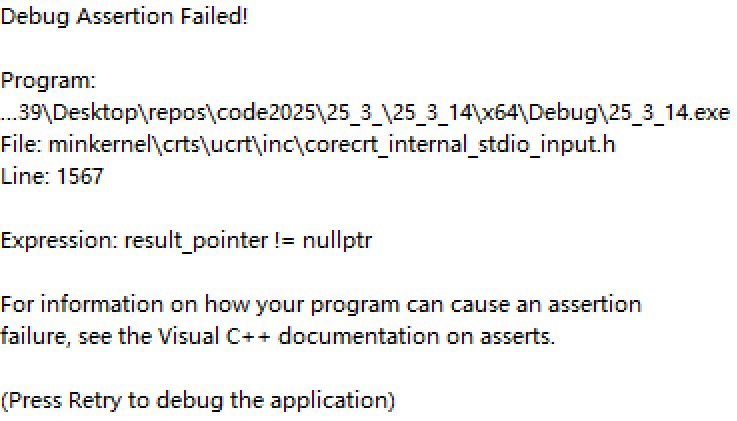 Debug Assertion Failed!
Program:
...39\Desktop\repos\code2025\25_3_\25_3_14\x64\Debug\25_3_14.exe
File: minkernel\crts\ucrt\inc\corecrt_internal_stdio_input.h
Line: 1567
Expression: result_pointer != nullptr
For information on how your program can cause an assertion
failure, see the Visual C++ documentation on asserts.
(Press Retry to debug the application)